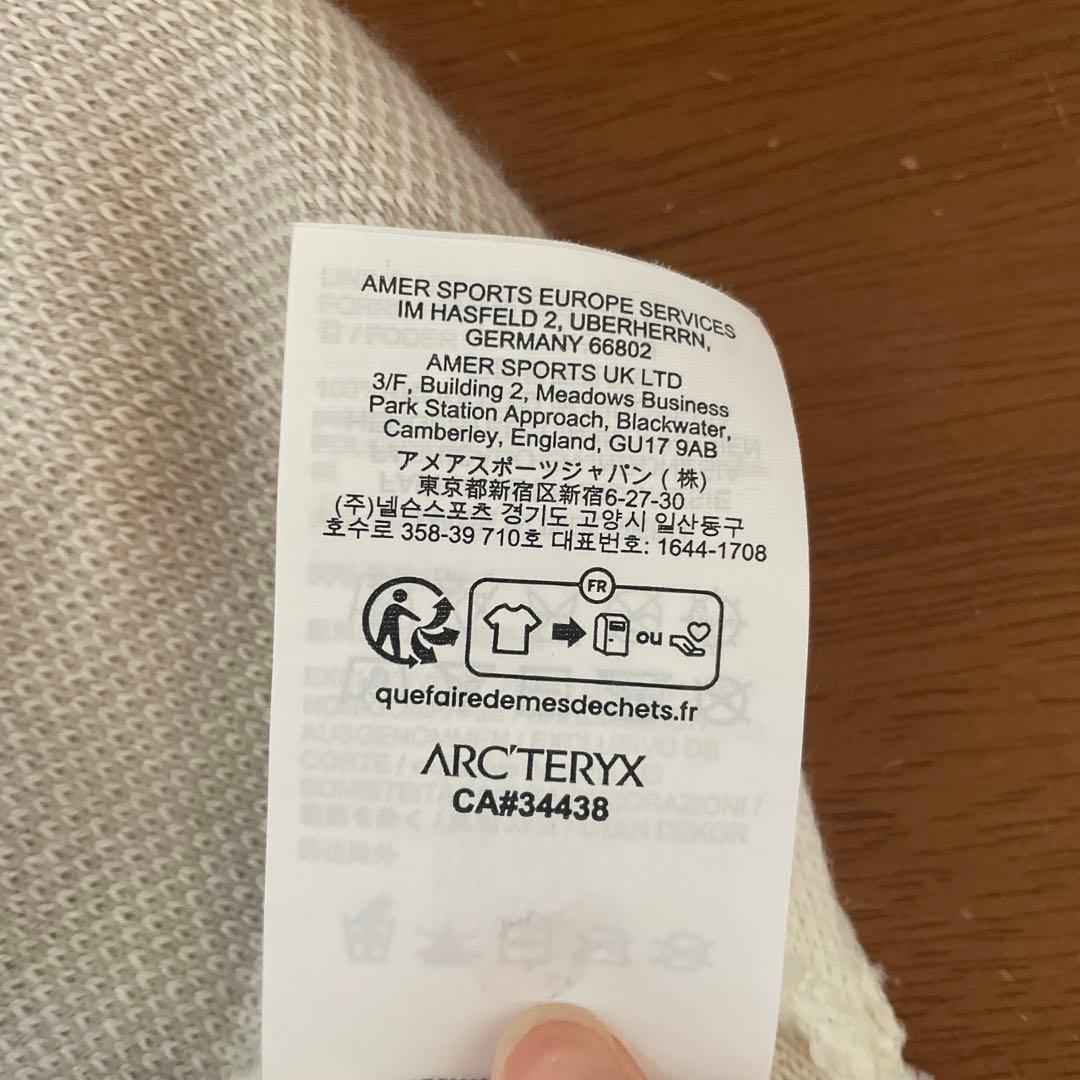 AMER SPORTS EUROPE SERVICES
IM HASFELD 2, UBERHERRN,
GERMANY 66802
AMER SPORTS UK LTD
3/F, Building 2, Meadows Business
Park Station Approach, Blackwater,
Camberley, England, GU17 9AB
アメアスポーツジャパン ( 株)
東京都新宿区新宿6-27-30
(주)넬슨스포츠 경기도 고양시 일산동구
호수로 358-39 710호 대표번호: 1644-1708
FR
ou
quefairedemesdechets.fr
ARC'TERYX
CA#34438